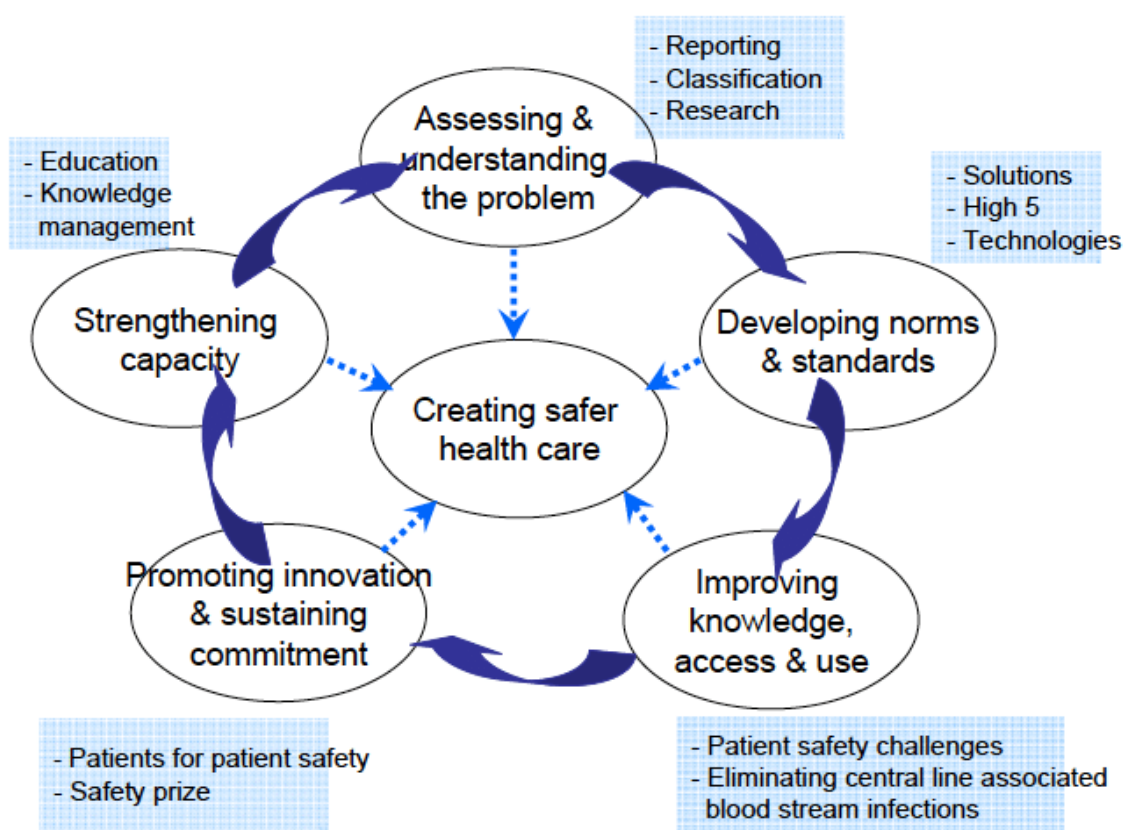 - Reporting
- Classification
- Research
Assessing &
understanding
the problem
- Education
- Knowledge
management
- Solutions
- High 5
- Technologies
Strengthening
capacity
Developing norms
& standards
Creating safer
health care
Promoting innovation
& sustaining
commitment
Improving
knowledge,
access & use
- Patients for patient safety
- Safety prize
- Patient safety challenges
- Eliminating central line associated
blood stream infections